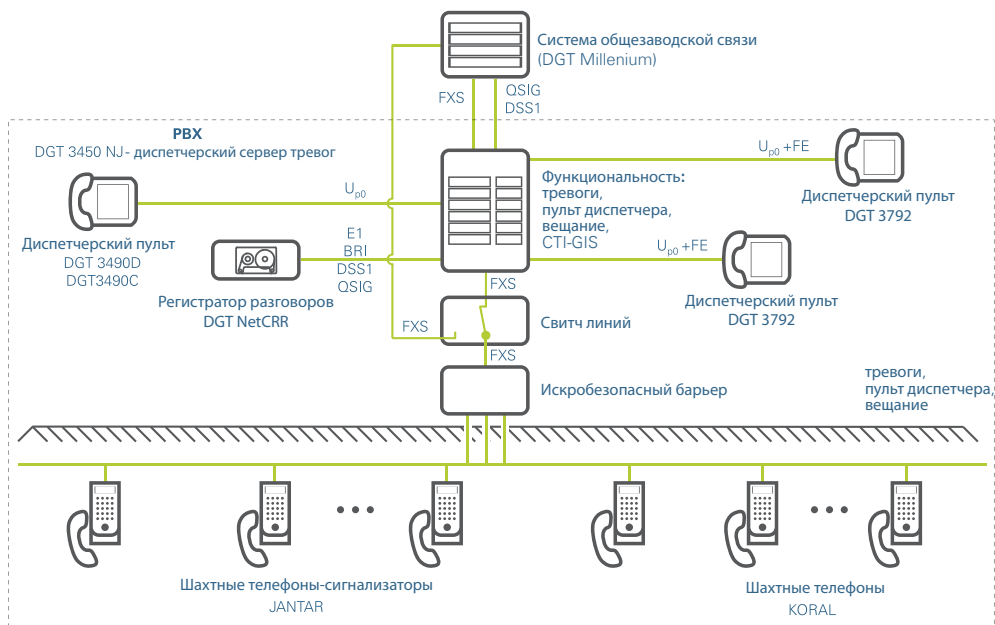 Система общезаводской связи
(DGT Millenium)
FXS
QSIG
DSS1
PBX
DGT 3450 NJ- диспетчерский сервер тревог
Up0
Up0 +FE
Диспетчерский пульт
DGT 3792
Функциональность:
тревоги,
пульт диспетчера,
вещание,
CTI-GIS
Диспетчерский пульт
DGT 3490D
DGT3490C
E1
BRI
DSS1
QSIG
Up0 +FE
Регистратор разговоров
DGT NetCRR
FXS
Диспетчерский пульт
DGT 3792
FXS
Свитч линий
FXS
Искробезопасный барьер
тревоги,
пульт диспетчера,
вещание
Шахтные телефоны-сигнализаторы
JANTAR
Шахтные телефоны
KORAL